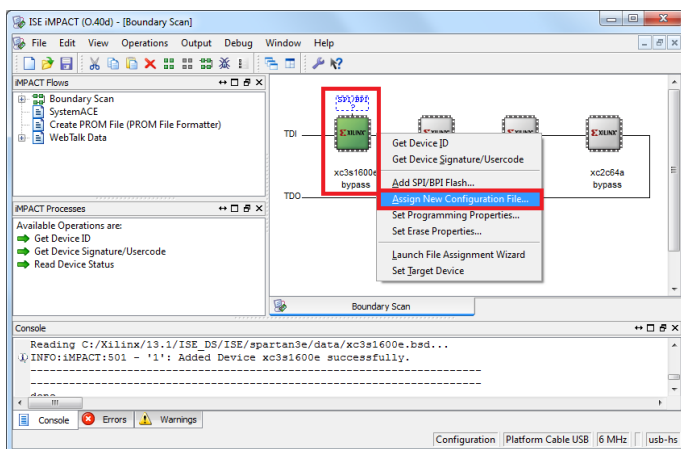 ISE iMPACT (O.40d) - [Boundary Scan]
File Edit View Operations Output Debug Window Help
iMPACT Flows
Boundary Scan
SystemACE
Create PROM File (PROM File Formatter)
WebTalk Data
iMPACT Processes
Available Operations are:
Get Device ID
Get Device Signature/Usercode
Read Device Status
SPI/BPI
?
TDI
XILINX
XILINX
XILINX
XILINX
xc3s1600e
bypass
xc2c64a
bypass
TDO
Get Device ID
Get Device Signature/Usercode
Add SPI/BPI Flash...
Assign New Configuration File...
Set Programming Properties...
Set Erase Properties...
Launch File Assignment Wizard
Set Target Device
Boundary Scan
Console
Reading C:/Xilinx/13.1/ISE_DS/ISE/spartan3e/data/xc3s1600e.bsd...
INFO:iMPACT:501 - '1': Added Device xc3s1600e successfully.
----------------------------------------------------------------------
----------------------------------------------------------------------
done.
Console Errors Warnings
Configuration Platform Cable USB 6 MHz usb-hs